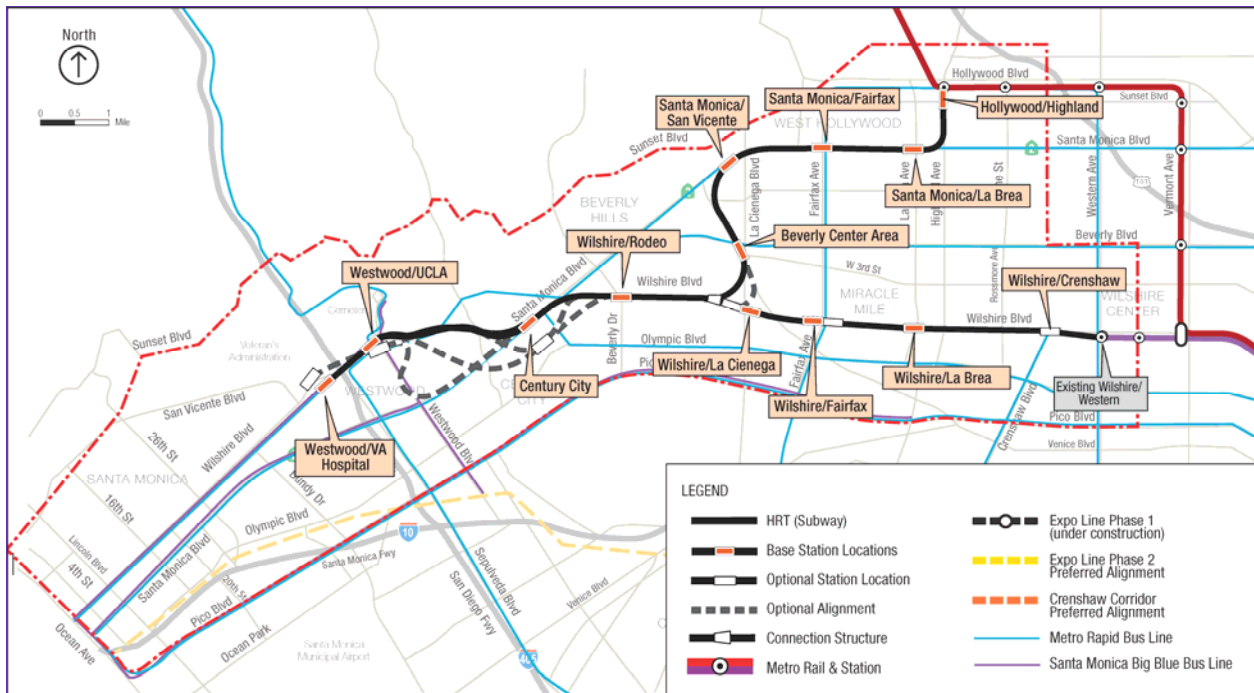 North
0 0.5 1
Mile
Hollywood Blvd
Sunset Blvd
Hollywood/Highland
Santa Monica/Fairfax
WEST HOLLYWOOD
Santa Monica/
San Vicente
Sunset Blvd
Santa Monica Blvd
101
2
Santa Monica/La Brea
La Cienega Blvd
Fairfax Ave
Western Ave
Vermont Ave
BEVERLY
HILLS
2
Beverly Center Area
Beverly Blvd
Wilshire/Rodeo
W 3rd St
Rossmore Ave
Westwood/UCLA
Santa Monica Blvd
Wilshire Blvd
Wilshire/Crenshaw
MIRACLE
MILE
WILSHIRE
CENTER
Wilshire Blvd
Cemetery
Sunset Blvd
Veteran's
Administration
Beverly Dr
Olympic Blvd
Wilshire/La Cienega
Fairfax Ave
Wilshire/La Brea
Existing Wilshire/
Western
Century City
Wilshire/Fairfax
WESTWOOD
Crenshaw Blvd
Pico Blvd
Venice Blvd
San Vicente Blvd
Wilshire Blvd
26th St
Westwood/VA
Hospital
Westwood Blvd
SANTA MONICA
16th St
Bundy Dr
Olympic Blvd
10
Lincoln Blvd
4th St
Santa Monica Blvd
20th St
Santa Monica Fwy
Sepulveda Blvd
San Diego Fwy
Venice Blvd
Pico Blvd
Ocean Park
Ocean Ave
Santa Monica
Municipal Airport
405
LEGEND
HRT (Subway)
Base Station Locations
Optional Station Location
Optional Alignment
Connection Structure
Metro Rail & Station
Expo Line Phase 1
(under construction)
Expo Line Phase 2
Preferred Alignment
Crenshaw Corridor
Preferred Alignment
Metro Rapid Bus Line
Santa Monica Big Blue Bus Line